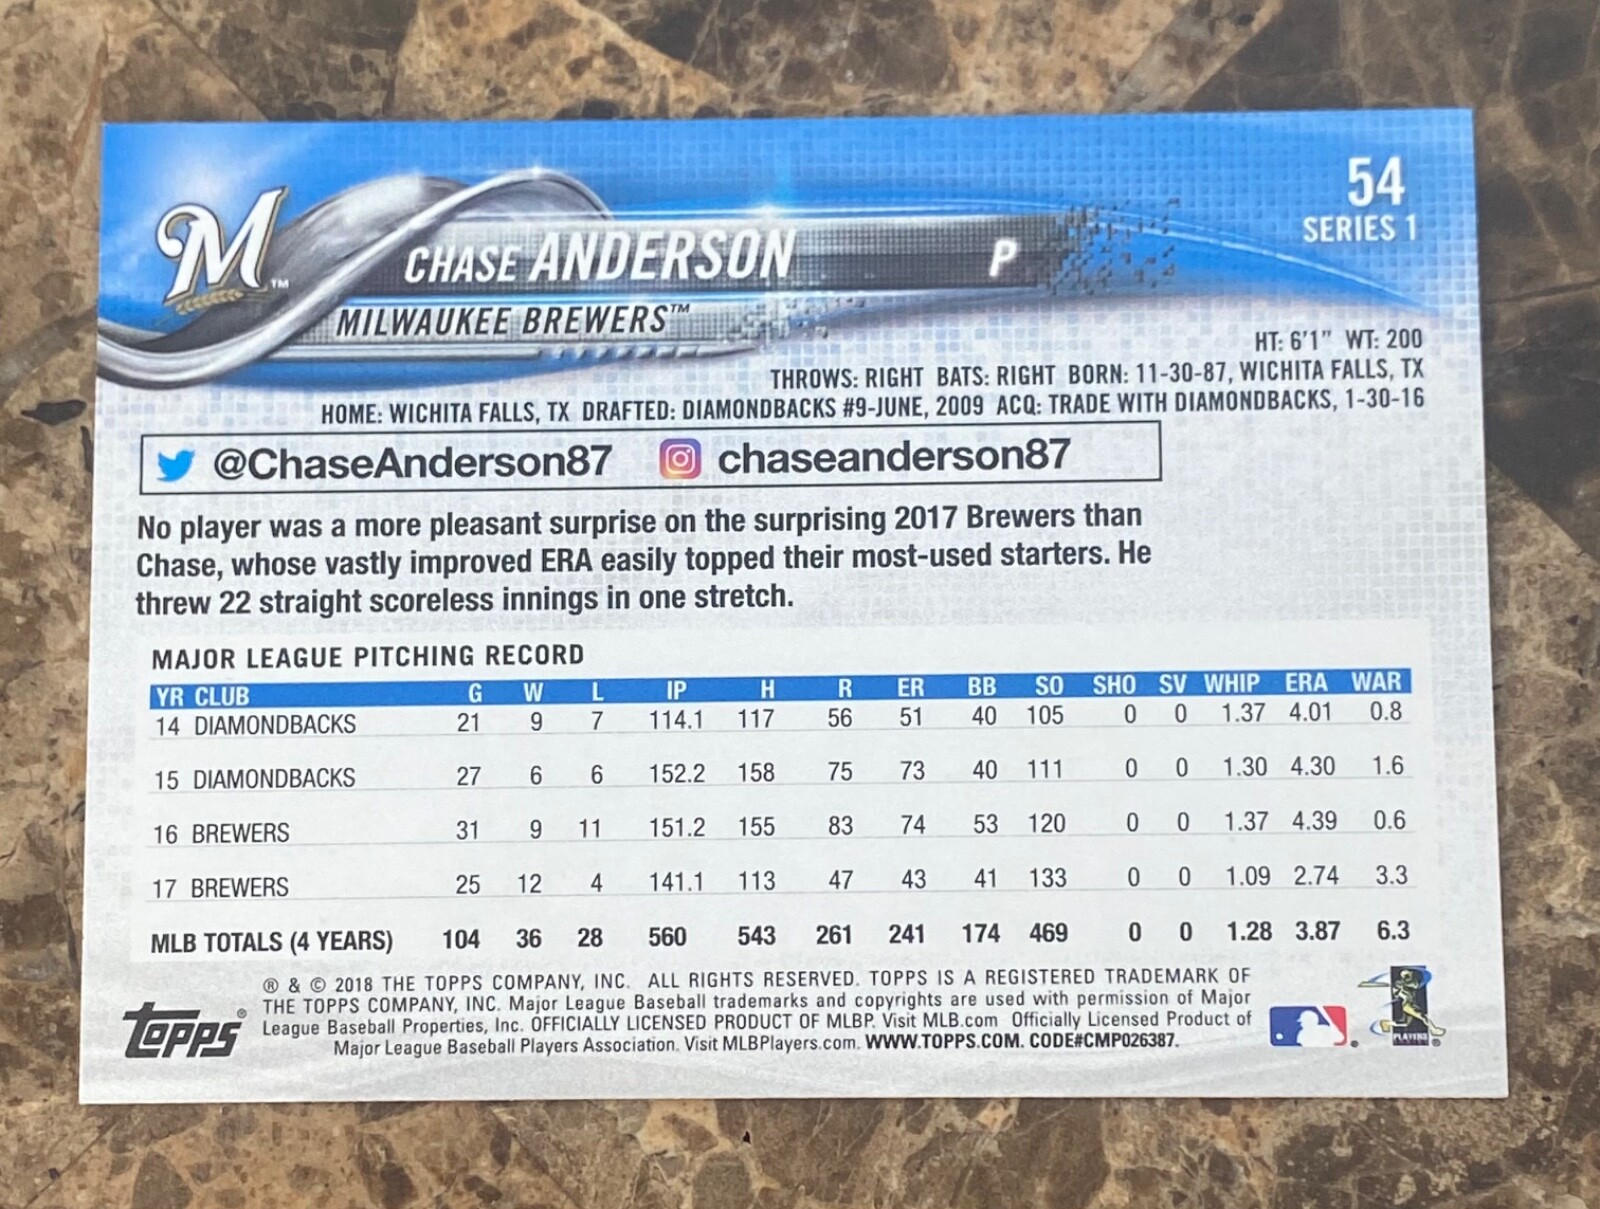 54
SERIES 1
M™
CHASE ANDERSON P
MILWAUKEE BREWERS™
HT: 6'1" WT: 200
THROWS: RIGHT BATS: RIGHT BORN: 11-30-87, WICHITA FALLS, TX
HOME: WICHITA FALLS, TX DRAFTED: DIAMONDBACKS #9-JUNE, 2009 ACQ: TRADE WITH DIAMONDBACKS, 1-30-16
@ChaseAnderson87 chaseanderson87
No player was a more pleasant surprise on the surprising 2017 Brewers than
Chase, whose vastly improved ERA easily topped their most-used starters. He
threw 22 straight scoreless innings in one stretch.
MAJOR LEAGUE PITCHING RECORD
YR CLUB G W L IP H R ER BB SO SHO SV WHIP ERA WAR
14 DIAMONDBACKS 21 9 7 114.1 117 56 51 40 105 0 0 1.37 4.01 0.8
15 DIAMONDBACKS 27 6 6 152.2 158 75 73 40 111 0 0 1.30 4.30 1.6
16 BREWERS 31 9 11 151.2 155 83 74 53 120 0 0 1.37 4.39 0.6
17 BREWERS 25 12 4 141.1 113 47 43 41 133 0 0 1.09 2.74 3.3
MLB TOTALS (4 YEARS) 104 36 28 560 543 261 241 174 469 0 0 1.28 3.87 6.3
® & © 2018 THE TOPPS COMPANY, INC. ALL RIGHTS RESERVED. TOPPS IS A REGISTERED TRADEMARK OF
THE TOPPS COMPANY, INC. Major League Baseball trademarks and copyrights are used with permission of Major
League Baseball Properties, Inc. OFFICIALLY LICENSED PRODUCT OF MLBP. Visit MLB.com Officially Licensed Product of
Major League Baseball Players Association. Visit MLBPlayers.com. WWW.TOPPS.COM. CODE#CMP026387.
TOPPS®
PLAYERS®